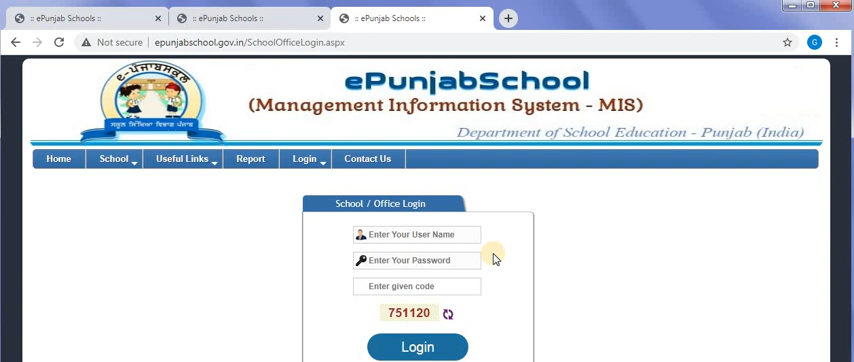 :: ePunjab Schools ::
:: ePunjab Schools ::
:: ePunjab Schools ::
G
Not secure
epunjabschool.gov.in/SchoolOfficeLogin.aspx
ਈ-ਪੰਜਾਬਸਕੂਲ
ਸਕੂਲ ਸਿੱਖਿਆ ਵਿਭਾਗ ਪੰਜਾਬ
ePunjabSchool
(Management Information System - MIS)
Department of School Education - Punjab (India)
Home School Useful Links Report Login Contact Us
School / Office Login
Enter Your User Name
Enter Your Password
Enter given code
751120
Login